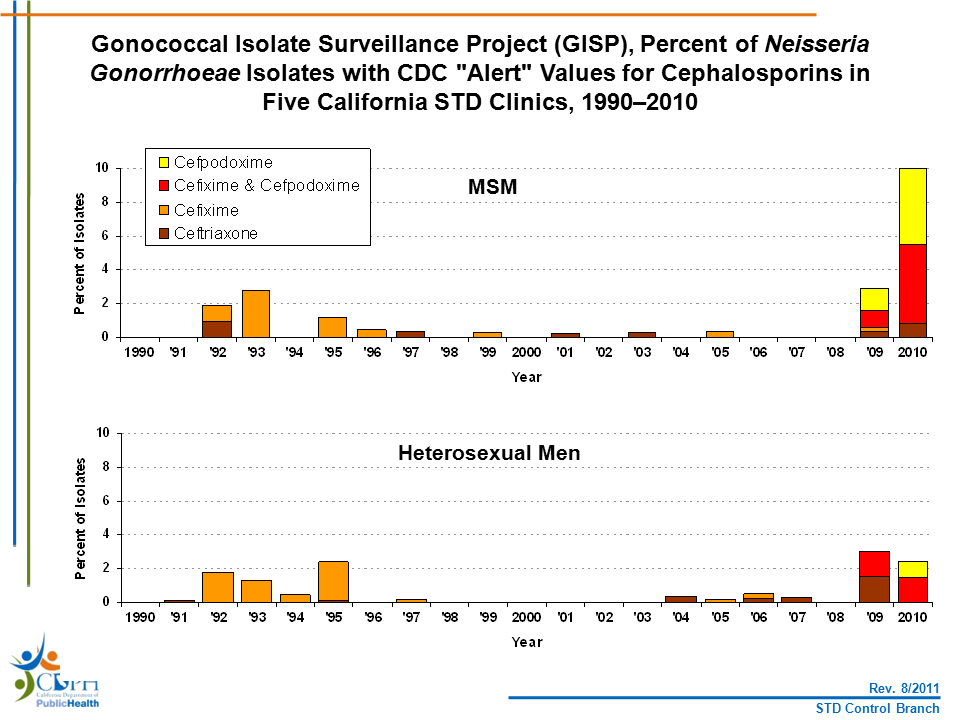 Gonococcal Isolate Surveillance Project (GISP), Percent of Neisseria
Gonorrhoeae Isolates with CDC "Alert" Values for Cephalosporins in
Five California STD Clinics, 1990–2010
Cefpodoxime
Cefixime & Cefpodoxime
Cefixime
Ceftriaxone
MSM
Percent of Isolates
10
8
6
4
2
0
1990 '91 '92 '93 '94 '95 '96 '97 '98 '99 2000 '01 '02 '03 '04 '05 '06 '07 '08 '09 2010
Year
Heterosexual Men
Percent of Isolates
10
8
6
4
2
0
1990 '91 '92 '93 '94 '95 '96 '97 '98 '99 2000 '01 '02 '03 '04 '05 '06 '07 '08 '09 2010
Year
California Department of
PublicHealth
Rev. 8/2011
STD Control Branch